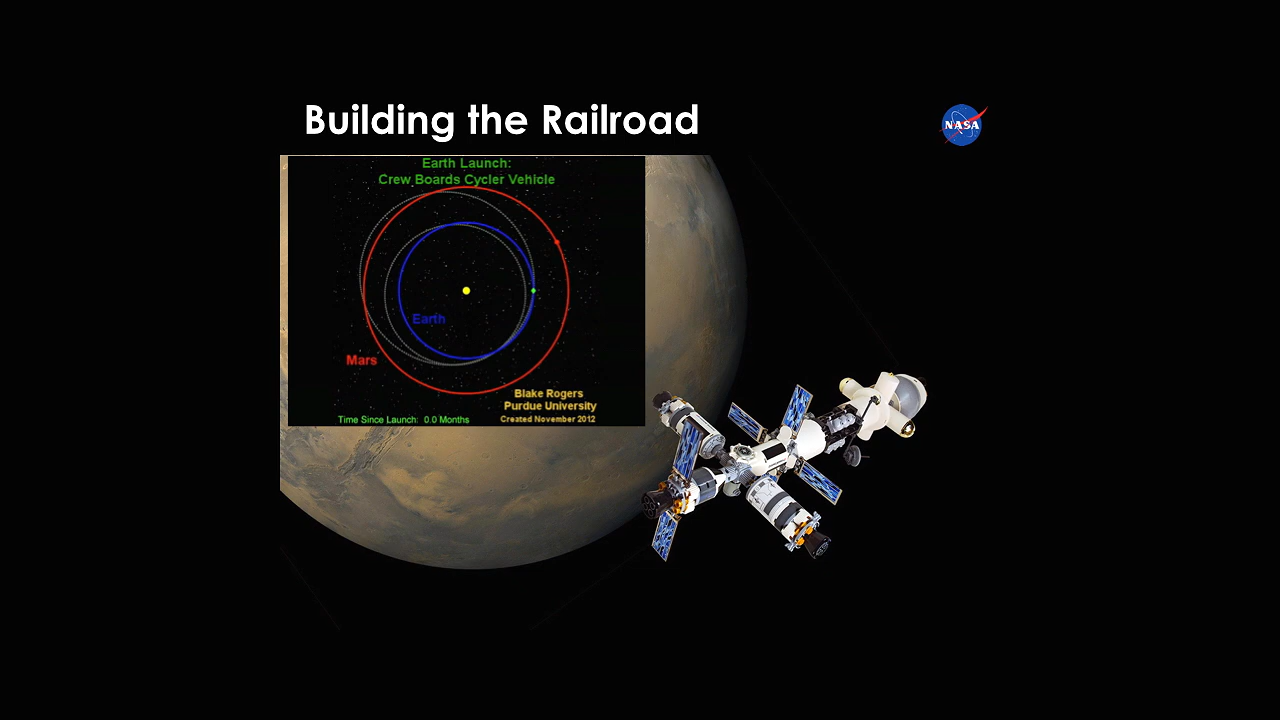 Building the Railroad
NASA
Earth Launch:
Crew Boards Cycler Vehicle
Earth
Mars
Blake Rogers
Purdue University
Time Since Launch: 0.0 Months
Created November 2012